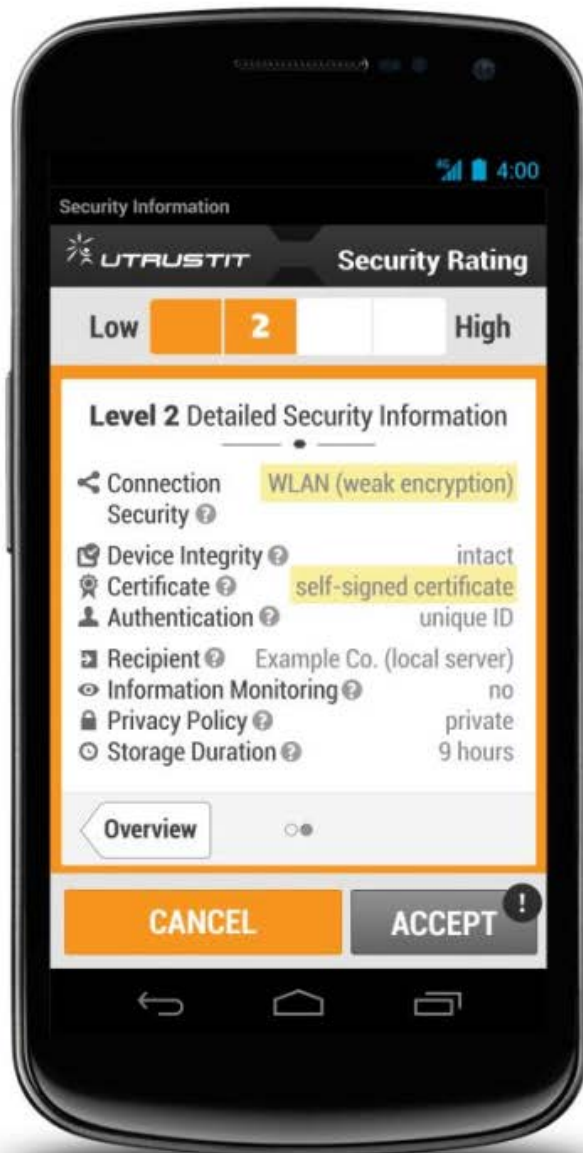 4G 4:00
Security Information
UTRUSTIT Security Rating
Low 2 High
Level 2 Detailed Security Information
Connection WLAN (weak encryption)
Security ?
Device Integrity ? intact
Certificate ? self-signed certificate
Authentication ? unique ID
Recipient ? Example Co. (local server)
Information Monitoring ? no
Privacy Policy ? private
Storage Duration ? 9 hours
Overview
CANCEL ACCEPT !